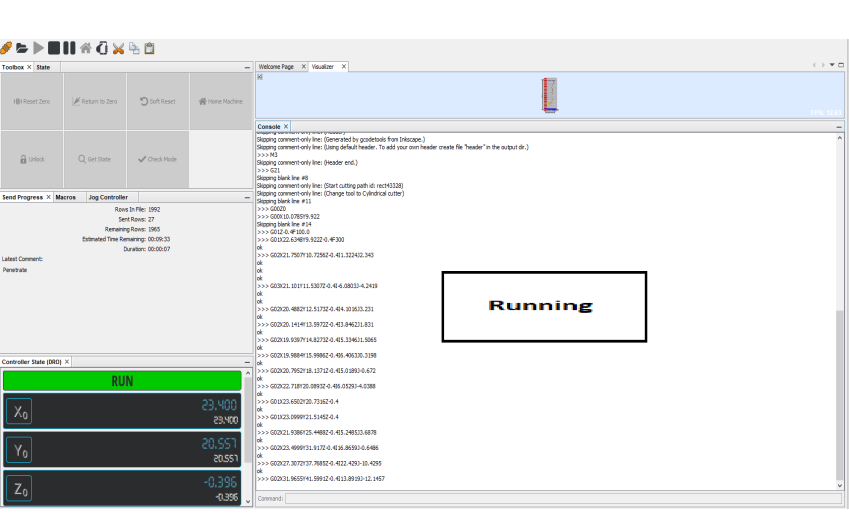 Toolbox X State
Reset Zero
Return to Zero
Soft Reset
Home Machine
Unlock
Get State
Check Mode
Send Progress X Macros Jog Controller
Rows In File: 1992
Sent Rows: 27
Remaining Rows: 1965
Estimated Time Remaining: 00:09:33
Duration: 00:00:07
Latest Comment:
Penetrate
Controller State (DRO) X
RUN
X0 23.400
23.400
Y0 20.557
20.557
Z0 -0.396
-0.396
Welcome Page X Visualizer X
Console X
Skipping comment-only line: (Generated by gcodetools from Inkscape.)
Skipping comment-only line: (Using default header. To add your own header create file "header" in the output dir.)
>>> M3
Skipping comment-only line: (Header end.)
>>> G21
Skipping blank line #8
Skipping comment-only line: (Start cutting path id: rect43328)
Skipping comment-only line: (Change tool to Cylindrical cutter)
Skipping blank line #11
>>> G00Z0
>>> G00X10.0785Y9.922
Skipping blank line #14
>>> G01Z-0.4F100.0
>>> G01X22.6348Y9.922Z-0.4F300
ok
>>> G02X21.7507Y10.7256Z-0.4I1.3224J2.343
ok
ok
ok
>>> G03X21.101Y11.5307Z-0.4I-6.0803J-4.2419
ok
ok
>>> G02X20.4882Y12.5173Z-0.4I4.1016J3.231
ok
>>> G02X20.1414Y13.5972Z-0.4I3.8462J1.831
ok
>>> G02X19.9397Y14.8273Z-0.4I5.3346J1.5065
ok
>>> G02X19.9884Y15.9986Z-0.4I6.4063J0.3198
ok
>>> G02X20.7952Y18.1371Z-0.4I5.0189J-0.672
ok
>>> G02X22.718Y20.0893Z-0.4I6.0529J-4.0388
ok
>>> G01X23.6502Y20.7316Z-0.4
ok
>>> G01X23.0999Y21.5145Z-0.4
ok
>>> G02X21.9386Y25.4488Z-0.4I5.2485J3.6878
ok
>>> G02X23.4999Y31.917Z-0.4I16.8659J-0.6486
ok
>>> G02X27.3072Y37.7685Z-0.4I22.429J-10.4295
ok
>>> G02X31.9655Y41.5991Z-0.4I13.8919J-12.1457
Running
Command: